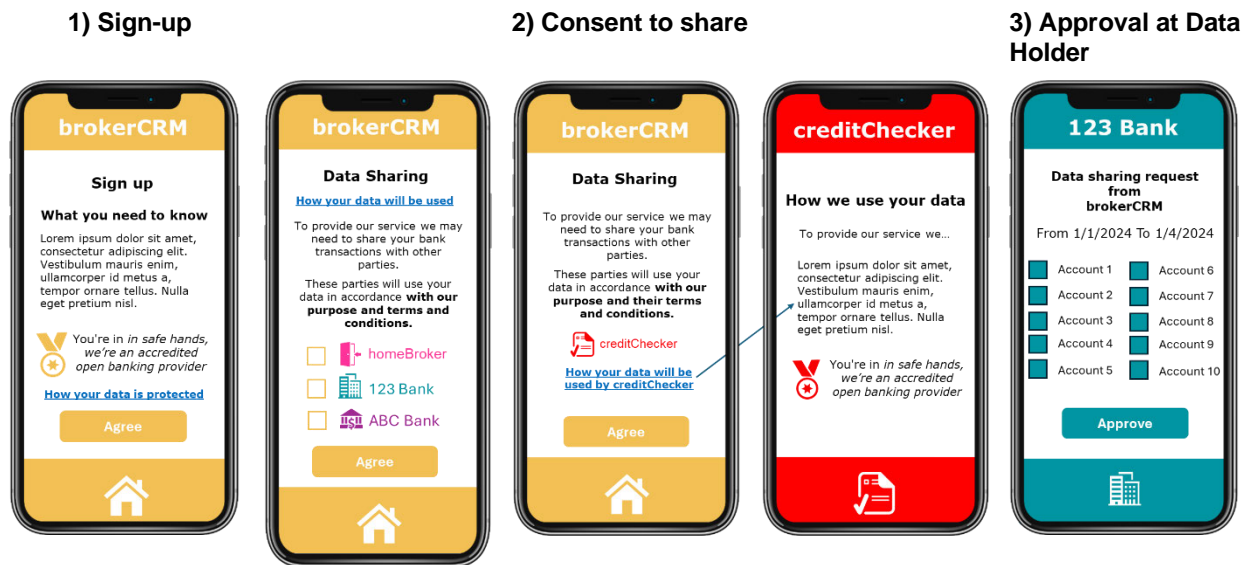 1) Sign-up
2) Consent to share
3) Approval at Data
Holder
brokerCRM
Sign up
What you need to know
Lorem ipsum dolor sit amet,
consectetur adipiscing elit.
Vestibulum mauris enim,
ullamcorper id metus a,
tempor ornare tellus. Nulla
eget pretium nisl.
You're in in safe hands,
we're an accredited
open banking provider
How your data is protected
Agree
brokerCRM
Data Sharing
How your data will be used
To provide our service we may
need to share your bank
transactions with other
parties.
These parties will use your
data in accordance with our
purpose and terms and
conditions.
homeBroker
123 Bank
ABC Bank
Agree
brokerCRM
Data Sharing
To provide our service we may
need to share your bank
transactions with other
parties.
These parties will use your
data in accordance with our
purpose and their terms
and conditions.
creditChecker
How your data will be
used by creditChecker
Agree
creditChecker
How we use your data
To provide our service we...
Lorem ipsum dolor sit amet,
consectetur adipiscing elit.
Vestibulum mauris enim,
ullamcorper id metus a,
tempor ornare tellus. Nulla
eget pretium nisl.
You're in in safe hands,
we're an accredited
open banking provider
123 Bank
Data sharing request
from
brokerCRM
From 1/1/2024 To 1/4/2024
Account 1 Account 6
Account 2 Account 7
Account 3 Account 8
Account 4 Account 9
Account 5 Account 10
Approve